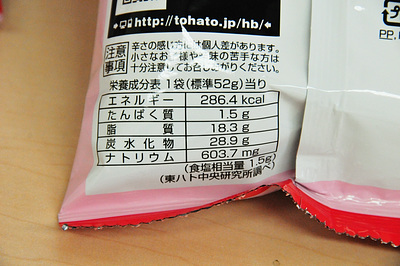 http://tohato.jp/hb/
注意事項
辛さの感じ方には個人差があります。
小さなお子様や辛味の苦手な方は
十分注意してお召し上がりください。
栄養成分表 1袋(標準52g)当り
エネルギー 286.4 kcal
たんぱく質 1.5 g
脂質 18.3 g
炭水化物 28.9 g
ナトリウム 603.7 mg
(食塩相当量 1.5g)
(東ハト中央研究所調べ)
PP,